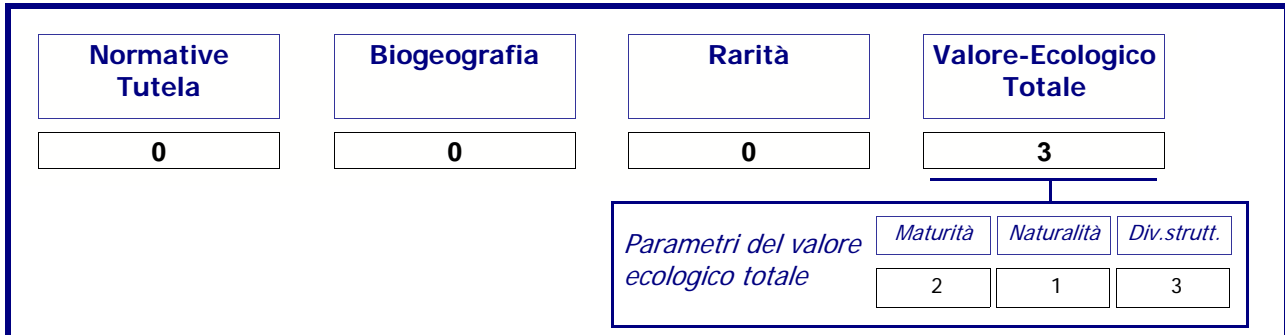 Normative
Tutela
Biogeografia
Rarità
Valore-Ecologico
Totale
0
0
0
3
Parametri del valore
ecologico totale
Maturità
Naturalità
Div.strutt.
2
1
3